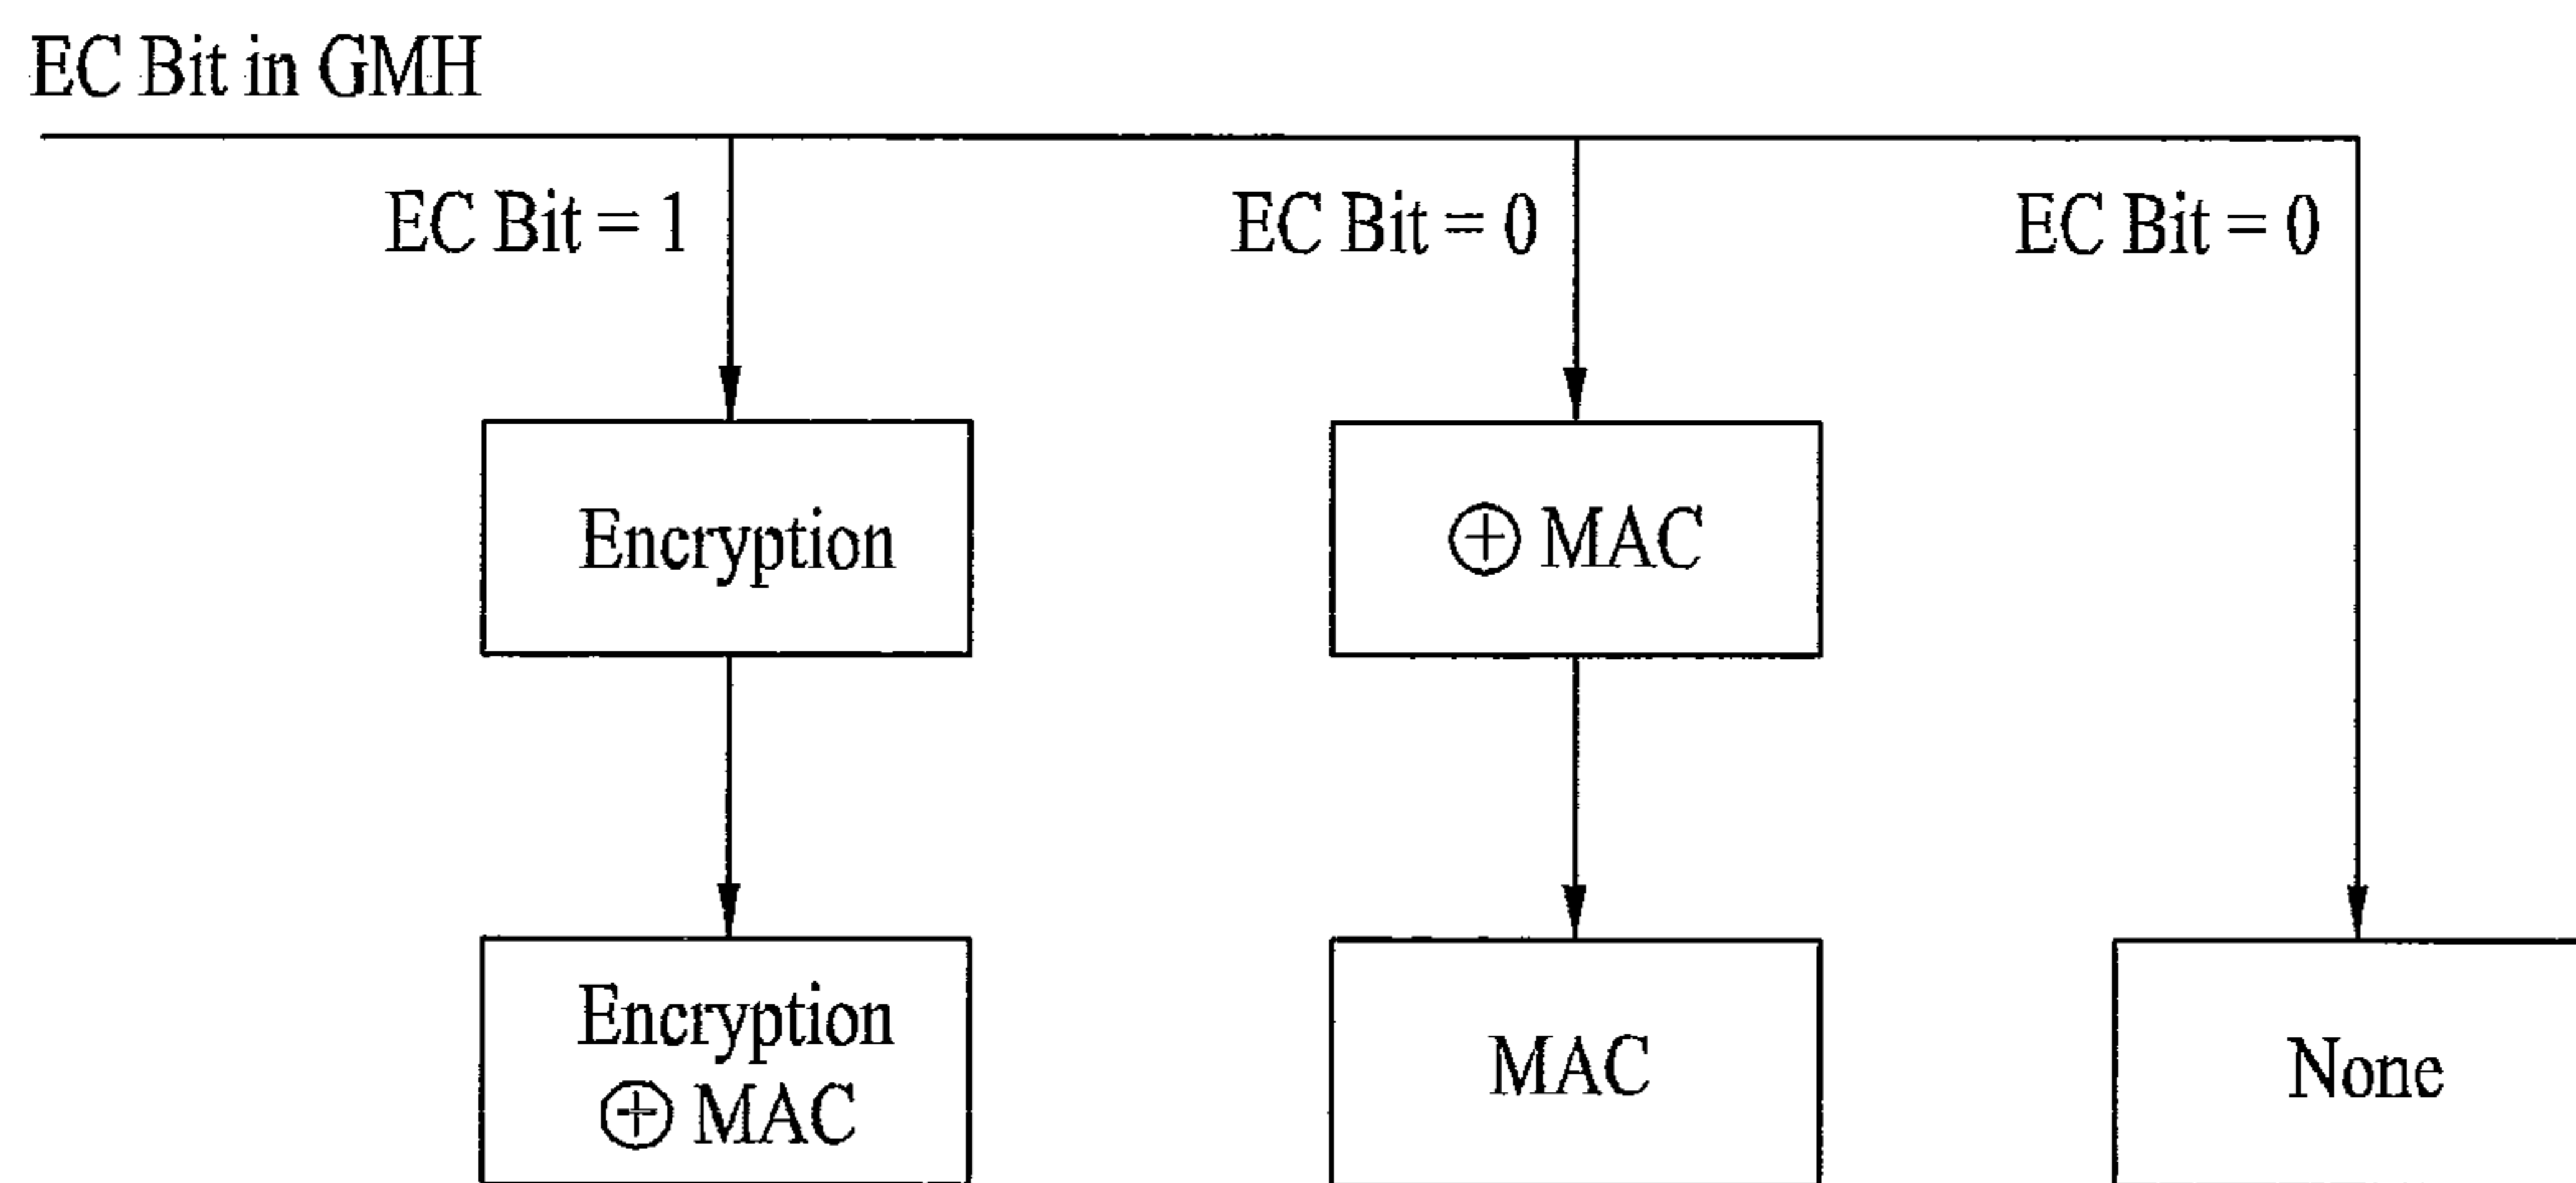 EC Bit in GMH
EC Bit = 1
EC Bit = 0
EC Bit = 0
Encryption
⊕ MAC
Encryption
⊕ MAC
MAC
None